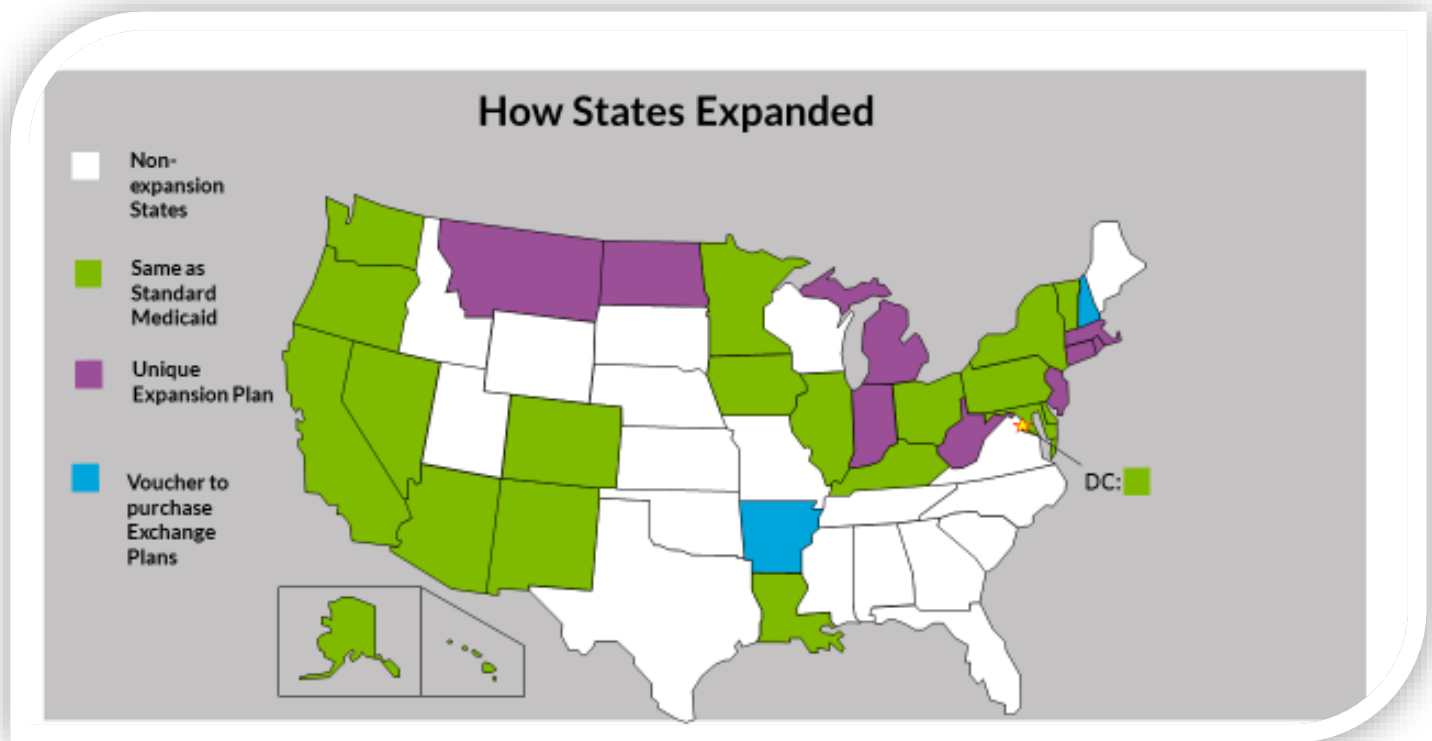 How States Expanded
Non-
expansion
States
Same as
Standard
Medicaid
Unique
Expansion Plan
Voucher to
purchase
Exchange
Plans
DC: